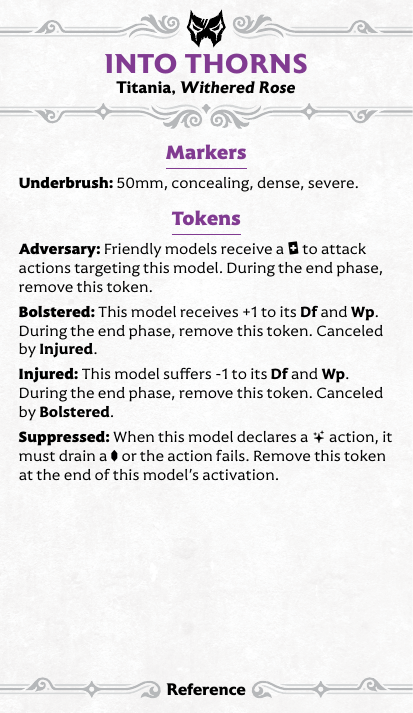 INTO THORNS
Titania, Withered Rose
Markers
Underbrush: 50mm, concealing, dense, severe.
Tokens
Adversary: Friendly models receive a to attack
actions targeting this model. During the end phase,
remove this token.
Bolstered: This model receives +1 to its Df and Wp.
During the end phase, remove this token. Canceled
by Injured.
Injured: This model suffers -1 to its Df and Wp.
During the end phase, remove this token. Canceled
by Bolstered.
Suppressed: When this model declares a action, it
must drain a or the action fails. Remove this token
at the end of this model’s activation.
Reference